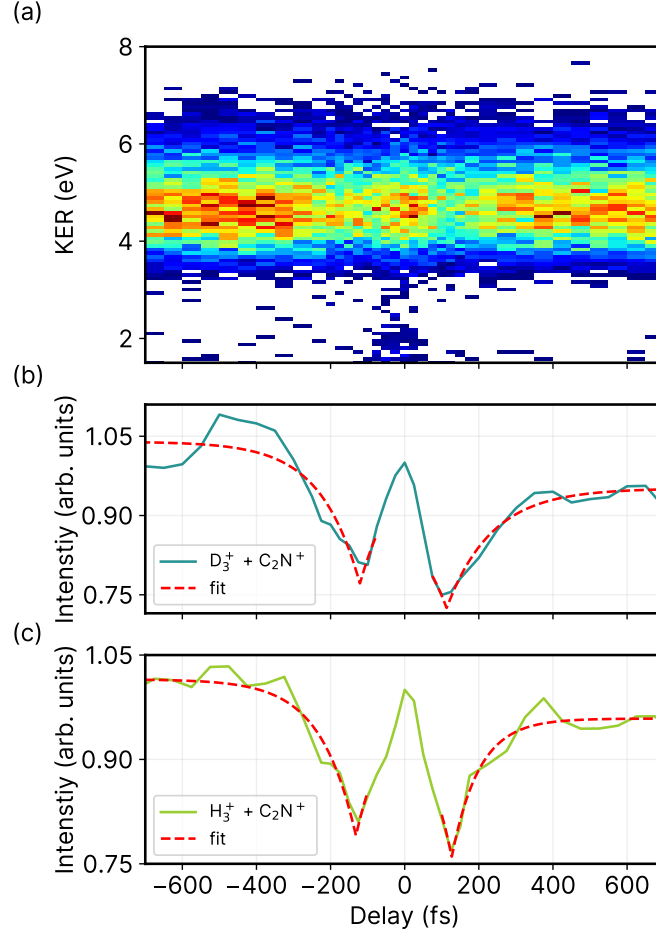 (a)
8
6
4
2
KER (eV)
(b)
1.05
0.90
0.75
Intenstiy (arb. units)
D₃⁺ + C₂N⁺
fit
(c)
1.05
0.90
0.75
Intenstiy (arb. units)
H₃⁺ + C₂N⁺
fit
−600 −400 −200 0 200 400 600
Delay (fs)